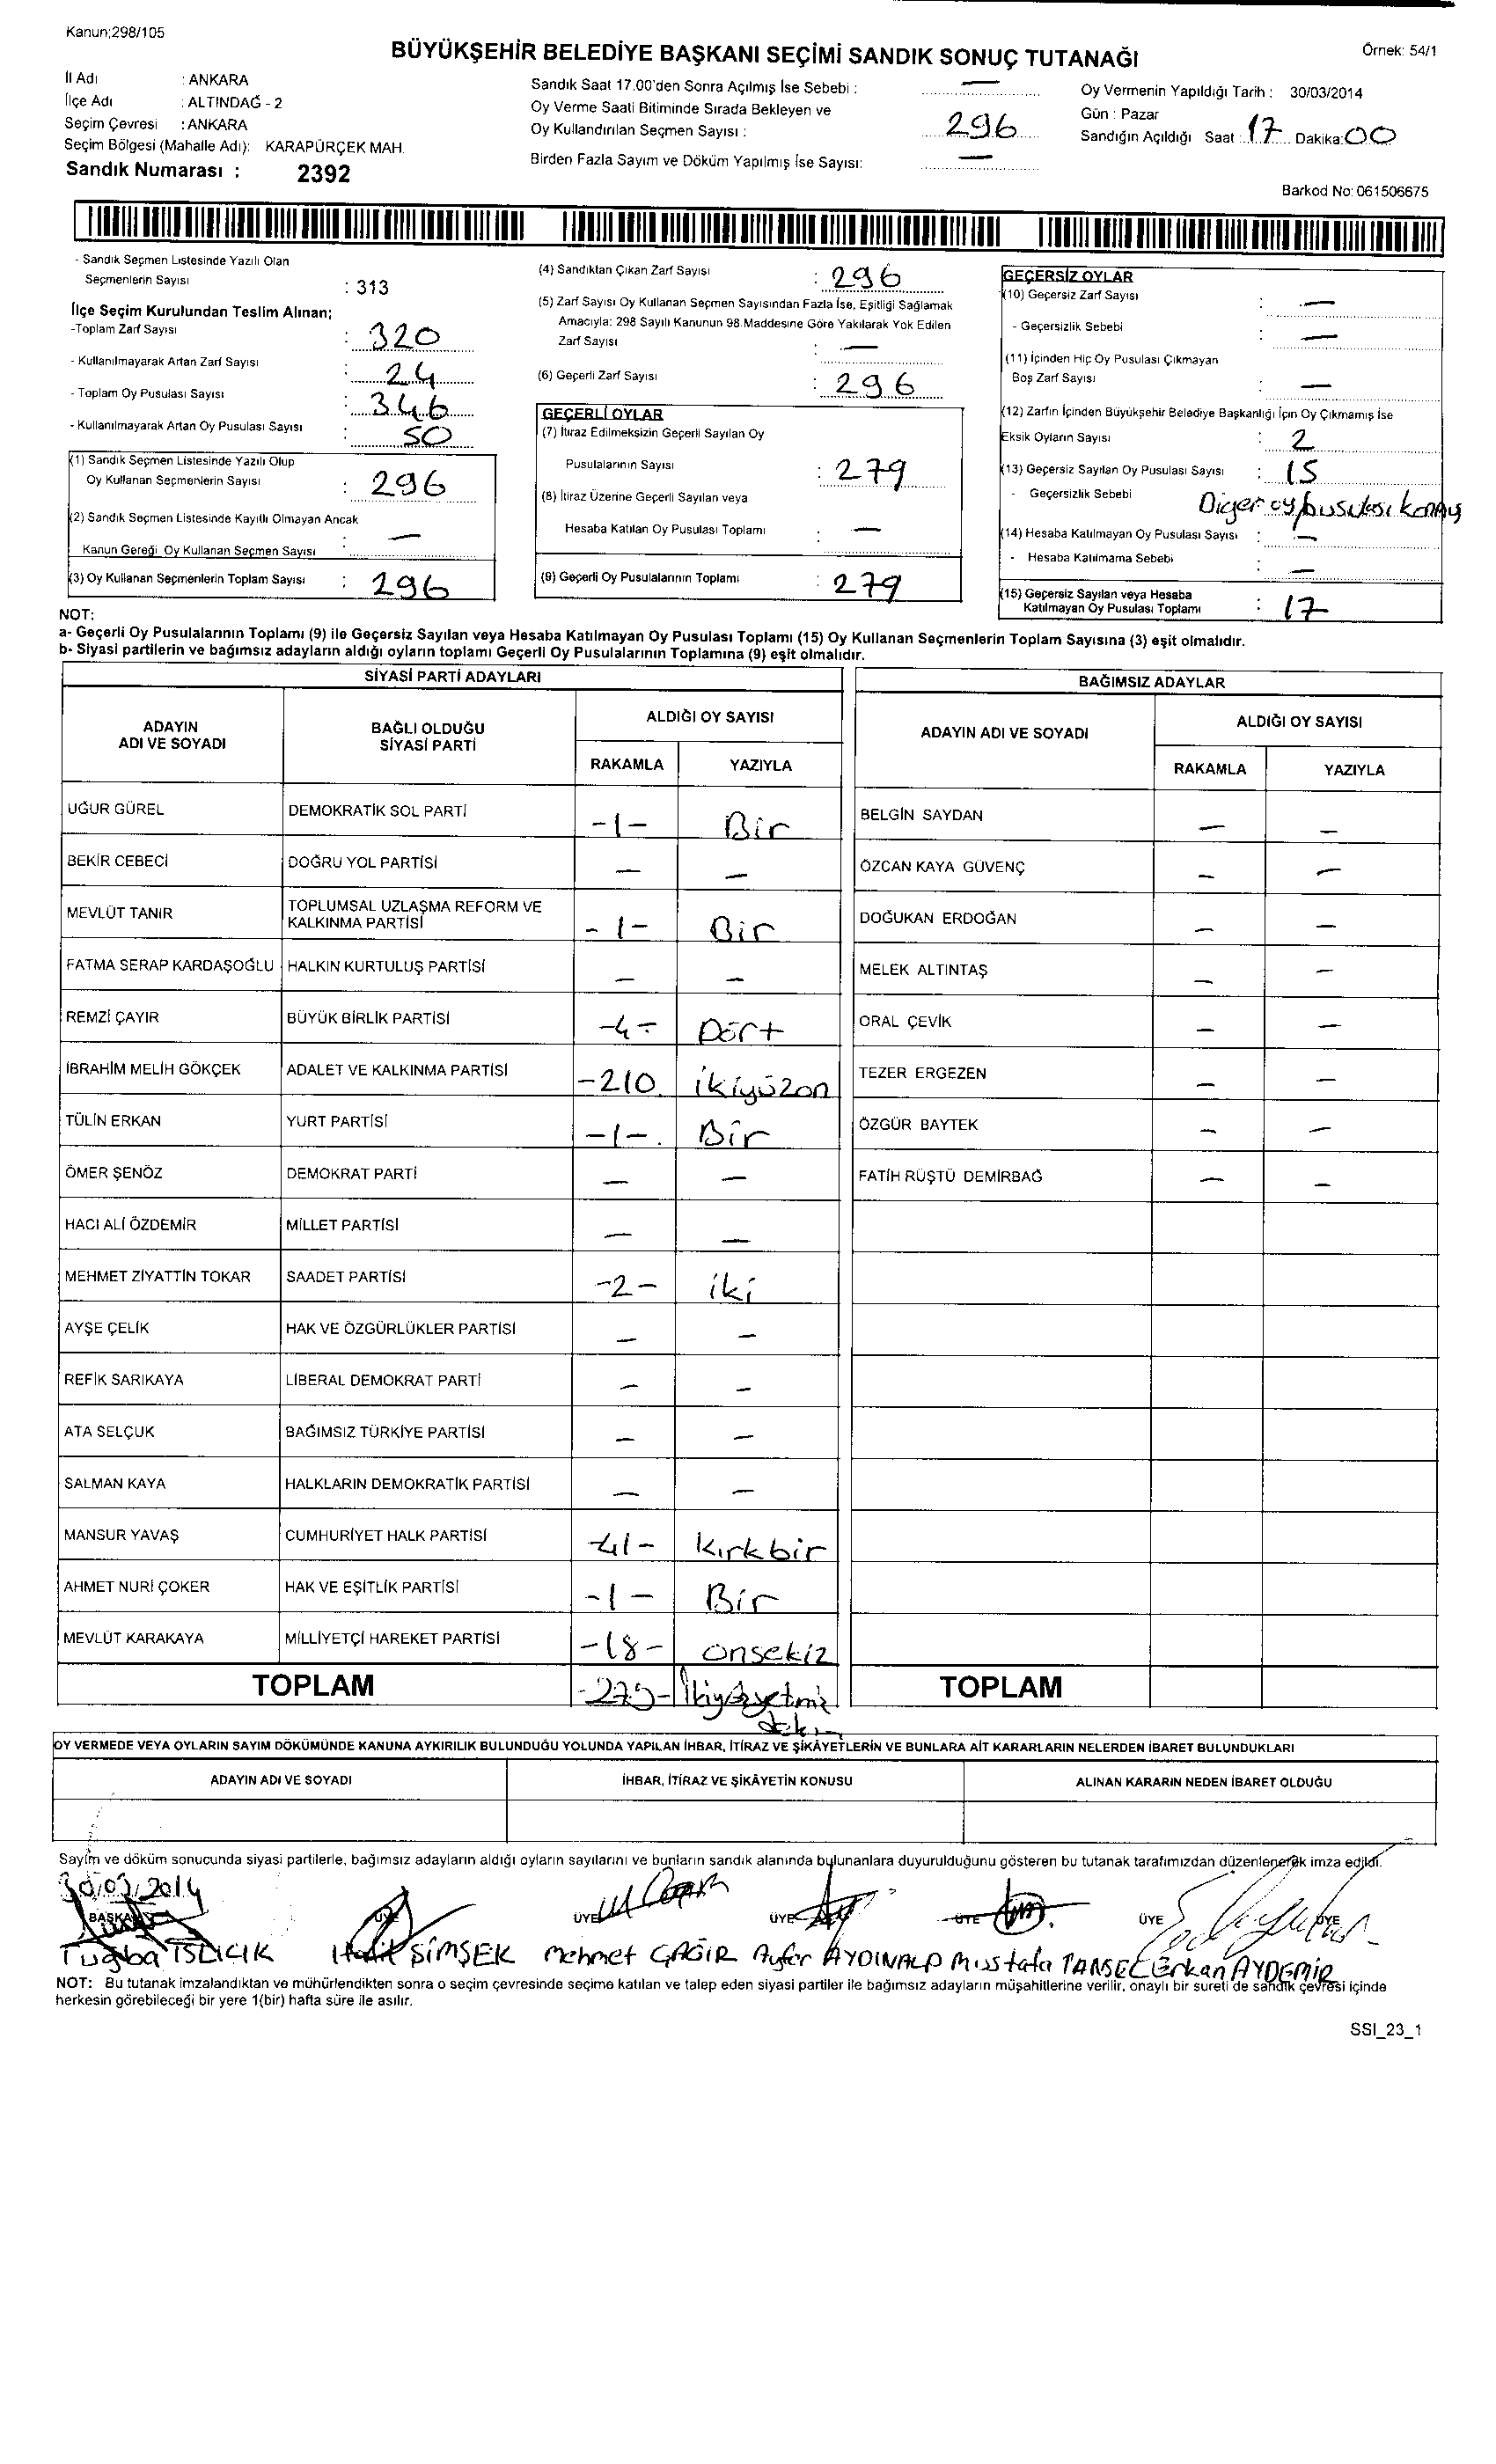 Kanun;298/105
BÜYÜKŞEHİR BELEDİYE BAŞKANI SEÇİMİ SANDIK SONUÇ TUTANAĞI
Örnek: 54/1
İl Adı : ANKARA
İlçe Adı : ALTINDAĞ - 2
Seçim Çevresi : ANKARA
Seçim Bölgesi (Mahalle Adı): KARAPÜRÇEK MAH.
Sandık Numarası : 2392
Sandık Saat 17.00'den Sonra Açılmış İse Sebebi : —
Oy Verme Saati Bitiminde Sırada Bekleyen ve
Oy Kullandırılan Seçmen Sayısı : 296
Birden Fazla Sayım ve Döküm Yapılmış İse Sayısı: —
Oy Vermenin Yapıldığı Tarih : 30/03/2014
Gün : Pazar
Sandığın Açıldığı Saat : 17 Dakika: 00
Barkod No: 061506675
- Sandık Seçmen Listesinde Yazılı Olan
Seçmenlerin Sayısı : 313
İlçe Seçim Kurulundan Teslim Alınan;
-Toplam Zarf Sayısı : 320
- Kullanılmayarak Artan Zarf Sayısı : 24
- Toplam Oy Pusulası Sayısı : 346
- Kullanılmayarak Artan Oy Pusulası Sayısı : 50
(1) Sandık Seçmen Listesinde Yazılı Olup
Oy Kullanan Seçmenlerin Sayısı : 296
(2) Sandık Seçmen Listesinde Kayıtlı Olmayan Ancak
Kanun Gereği Oy Kullanan Seçmen Sayısı : —
(3) Oy Kullanan Seçmenlerin Toplam Sayısı : 296
(4) Sandıktan Çıkan Zarf Sayısı : 296
(5) Zarf Sayısı Oy Kullanan Seçmen Sayısından Fazla İse, Eşitliği Sağlamak
Amacıyla: 298 Sayılı Kanunun 98.Maddesine Göre Yakılarak Yok Edilen
Zarf Sayısı : —
(6) Geçerli Zarf Sayısı : 296
GEÇERLİ OYLAR
(7) İtiraz Edilmeksizin Geçerli Sayılan Oy
Pusulalarının Sayısı : 279
(8) İtiraz Üzerine Geçerli Sayılan veya
Hesaba Katılan Oy Pusulası Toplamı : —
(9) Geçerli Oy Pusulalarının Toplamı : 279
GEÇERSİZ OYLAR
(10) Geçersiz Zarf Sayısı : —
- Geçersizlik Sebebi : —
(11) İçinden Hiç Oy Pusulası Çıkmayan
Boş Zarf Sayısı : —
(12) Zarfın İçinden Büyükşehir Belediye Başkanlığı İçin Oy Çıkmamış İse
Eksik Oyların Sayısı : 2
(13) Geçersiz Sayılan Oy Pusulası Sayısı : 15
- Geçersizlik Sebebi Diğer oy pusulası
(14) Hesaba Katılmayan Oy Pusulası Sayısı : —
- Hesaba Katılmama Sebebi : —
(15) Geçersiz Sayılan veya Hesaba
Katılmayan Oy Pusulası Toplamı : 17
NOT:
a- Geçerli Oy Pusulalarının Toplamı (9) ile Geçersiz Sayılan veya Hesaba Katılmayan Oy Pusulası Toplamı (15) Oy Kullanan Seçmenlerin Toplam Sayısına (3) eşit olmalıdır.
b- Siyasi partilerin ve bağımsız adayların aldığı oyların toplamı Geçerli Oy Pusulalarının Toplamına (9) eşit olmalıdır.
SİYASİ PARTİ ADAYLARI
ADAYIN ADI VE SOYADI BAĞLI OLDUĞU SİYASİ PARTİ ALDIĞI OY SAYISI
RAKAMLA YAZIYLA
UĞUR GÜREL DEMOKRATİK SOL PARTİ -1- Bir
BEKİR CEBECİ DOĞRU YOL PARTİSİ — —
MEVLÜT TANIR TOPLUMSAL UZLAŞMA REFORM VE KALKINMA PARTİSİ -1- Bir
FATMA SERAP KARDAŞOĞLU HALKIN KURTULUŞ PARTİSİ — —
REMZİ ÇAYIR BÜYÜK BİRLİK PARTİSİ -4- Dört
İBRAHİM MELİH GÖKÇEK ADALET VE KALKINMA PARTİSİ -210 ikiyüzon
TÜLİN ERKAN YURT PARTİSİ -1-. Bir
ÖMER ŞENÖZ DEMOKRAT PARTİ — —
HACI ALİ ÖZDEMİR MİLLET PARTİSİ — —
MEHMET ZİYATTİN TOKAR SAADET PARTİSİ -2- iki
AYŞE ÇELİK HAK VE ÖZGÜRLÜKLER PARTİSİ — —
REFİK SARIKAYA LİBERAL DEMOKRAT PARTİ — —
ATA SELÇUK BAĞIMSIZ TÜRKİYE PARTİSİ — —
SALMAN KAYA HALKLARIN DEMOKRATİK PARTİSİ — —
MANSUR YAVAŞ CUMHURİYET HALK PARTİSİ -41- Kırkbir
AHMET NURİ ÇOKER HAK VE EŞİTLİK PARTİSİ -1- Bir
MEVLÜT KARAKAYA MİLLİYETÇİ HAREKET PARTİSİ -18- onsekiz
TOPLAM -279-
BAĞIMSIZ ADAYLAR
ADAYIN ADI VE SOYADI ALDIĞI OY SAYISI
RAKAMLA YAZIYLA
BELGİN SAYDAN — —
ÖZCAN KAYA GÜVENÇ — —
DOĞUKAN ERDOĞAN — —
MELEK ALTINTAŞ — —
ORAL ÇEVİK — —
TEZER ERGEZEN — —
ÖZGÜR BAYTEK — —
FATİH RÜŞTÜ DEMİRBAĞ — —
TOPLAM
OY VERMEDE VEYA OYLARIN SAYIM DÖKÜMÜNDE KANUNA AYKIRILIK BULUNDUĞU YOLUNDA YAPILAN İHBAR, İTİRAZ VE ŞİKÂYETLERİN VE BUNLARA AİT KARARLARIN NELERDEN İBARET BULUNDUKLARI
ADAYIN ADI VE SOYADI İHBAR, İTİRAZ VE ŞİKÂYETİN KONUSU ALINAN KARARIN NEDEN İBARET OLDUĞU
Sayım ve döküm sonucunda siyasi partilerle, bağımsız adayların aldığı oyların sayılarını ve bunların sandık alanında bulunanlara duyurulduğunu gösteren bu tutanak tarafımızdan düzenlenerek imza edildi.
30/03/2014
BAŞKAN ÜYE ÜYE ÜYE ÜYE ÜYE ÜYE
Tuğba Halit ŞİMŞEK Mehmet ÇAĞIR Ayfer AYDINALP Mustafa TANSEL Erkan AYDEMİR
NOT: Bu tutanak imzalandıktan ve mühürlendikten sonra o seçim çevresinde seçime katılan ve talep eden siyasi partiler ile bağımsız adayların müşahitlerine verilir, onaylı bir sureti de sandık çevresi içinde
herkesin görebileceği bir yere 1(bir) hafta süre ile asılır.
SSI_23_1